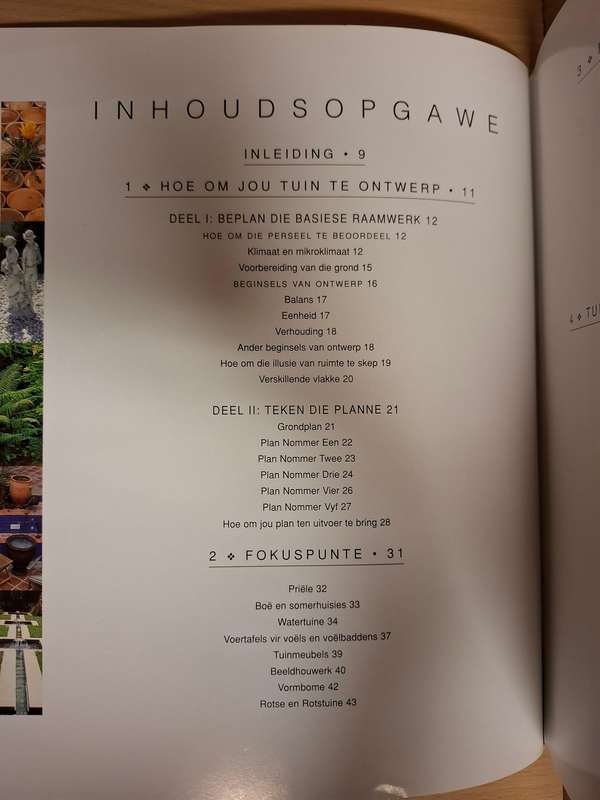 INHOUDSOPGAWE
INLEIDING • 9
1 ❖ HOE OM JOU TUIN TE ONTWERP • 11
DEEL I: BEPLAN DIE BASIESE RAAMWERK 12
HOE OM DIE PERSEEL TE BEOORDEEL 12
Klimaat en mikroklimaat 12
Voorbereiding van die grond 15
BEGINSELS VAN ONTWERP 16
Balans 17
Eenheid 17
Verhouding 18
Ander beginsels van ontwerp 18
Hoe om die illusie van ruimte te skep 19
Verskillende vlakke 20
DEEL II: TEKEN DIE PLANNE 21
Grondplan 21
Plan Nommer Een 22
Plan Nommer Twee 23
Plan Nommer Drie 24
Plan Nommer Vier 26
Plan Nommer Vyf 27
Hoe om jou plan ten uitvoer te bring 28
2 ❖ FOKUSPUNTE • 31
Priële 32
Boë en somerhuisies 33
Watertuine 34
Voertafels vir voëls en voëlbaddens 37
Tuinmeubels 39
Beeldhouwerk 40
Vormbome 42
Rotse en Rotstuine 43
3 ❖
4 ❖ TU